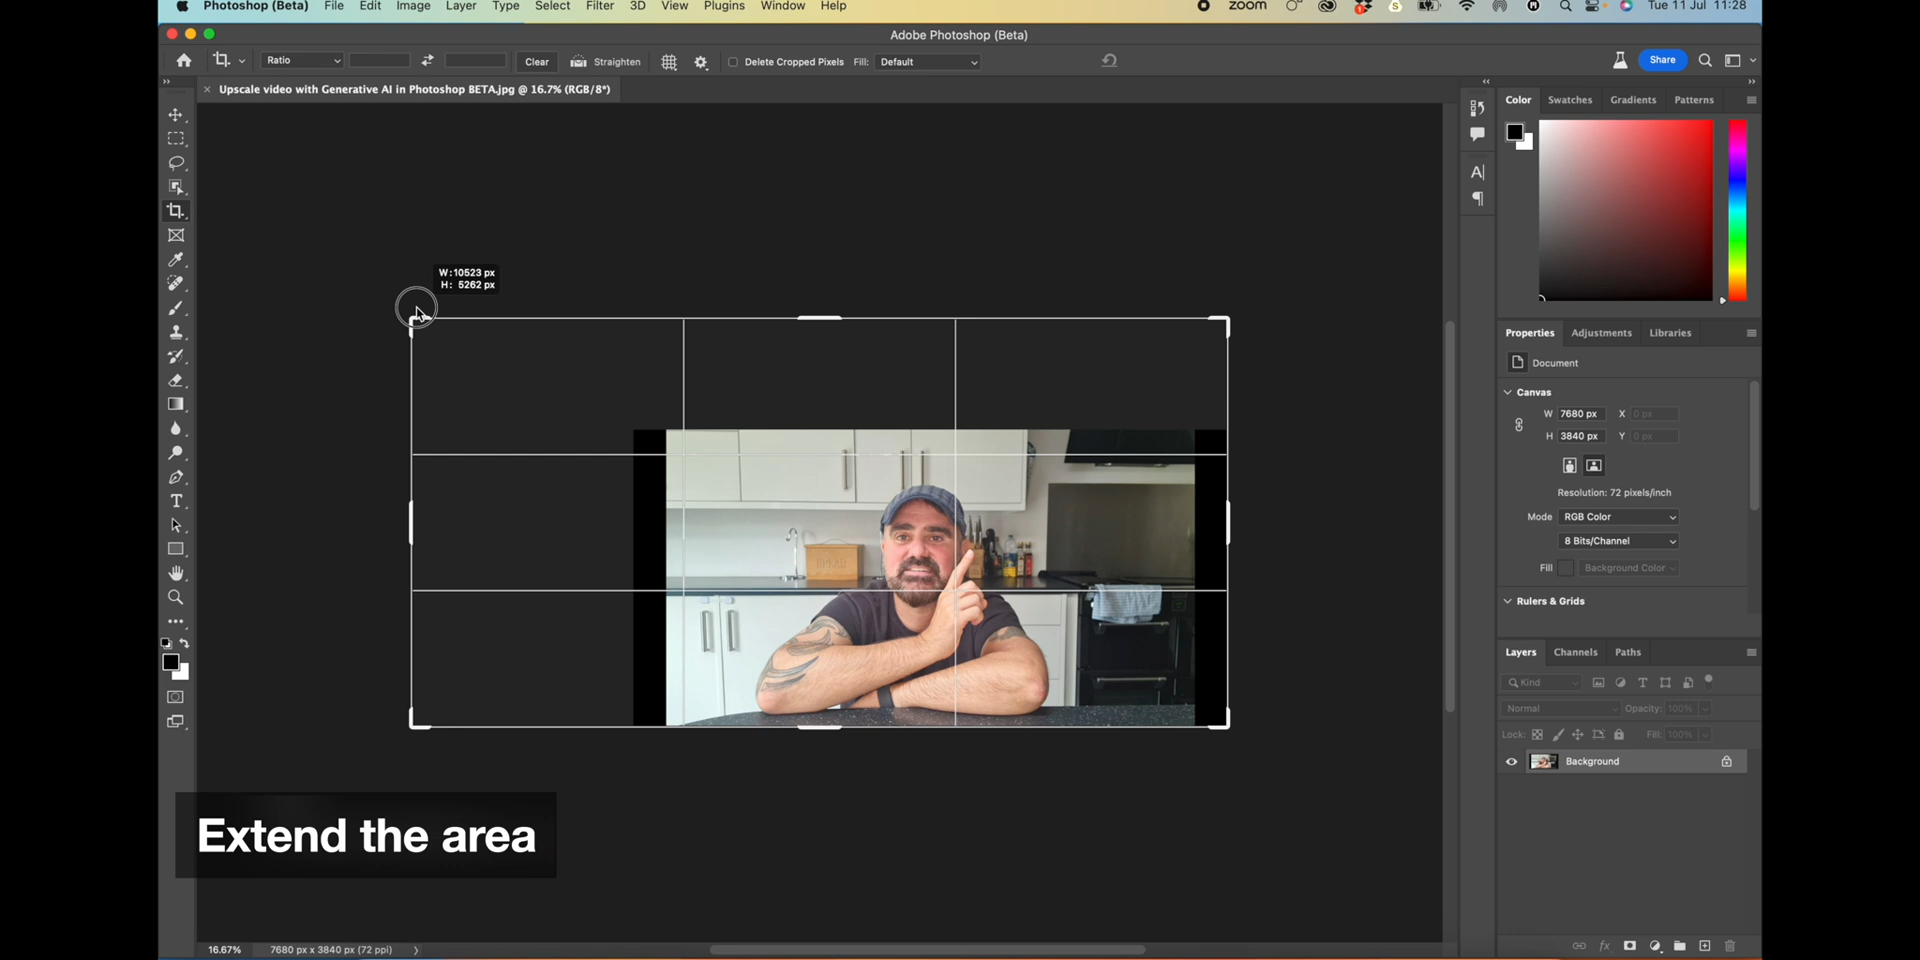 Photoshop (Beta) File Edit Image Layer Type Select Filter 3D View Plugins Window Help zoom Tue 11 Jul 11:28
Adobe Photoshop (Beta)
Ratio Clear Straighten Delete Cropped Pixels Fill: Default Share
Upscale video with Generative AI in Photoshop BETA.jpg @ 16.7% (RGB/8*)
Color Swatches Gradients Patterns
W:10523 px
H: 5262 px
Properties Adjustments Libraries
Document
Canvas
W 7680 px X 0 px
H 3840 px Y 0 px
Resolution: 72 pixels/inch
Mode RGB Color
8 Bits/Channel
Fill Background Color
Rulers & Grids
Layers Channels Paths
Kind
Normal Opacity: 100%
Lock: Fill: 100%
Background
Extend the area
16.67% 7680 px x 3840 px (72 ppi)